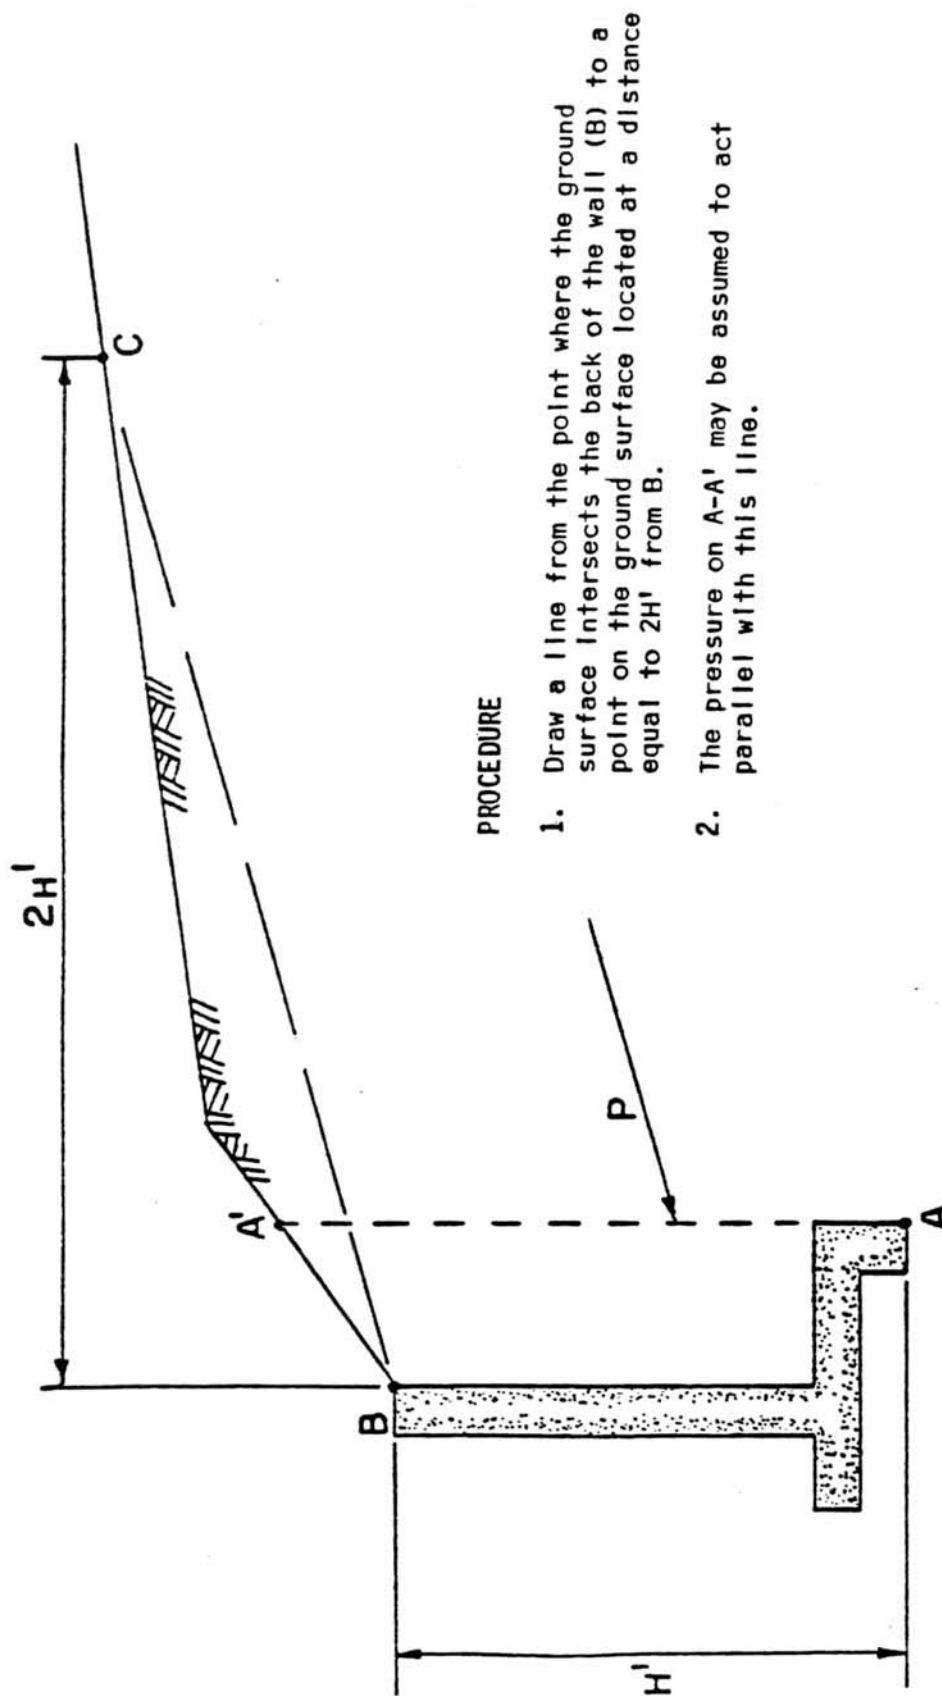 2H'
C
A'
B
P
H'
A
PROCEDURE
1. Draw a line from the point where the ground
surface intersects the back of the wall (B) to a
point on the ground surface located at a distance
equal to 2H' from B.
2. The pressure on A-A' may be assumed to act
parallel with this line.